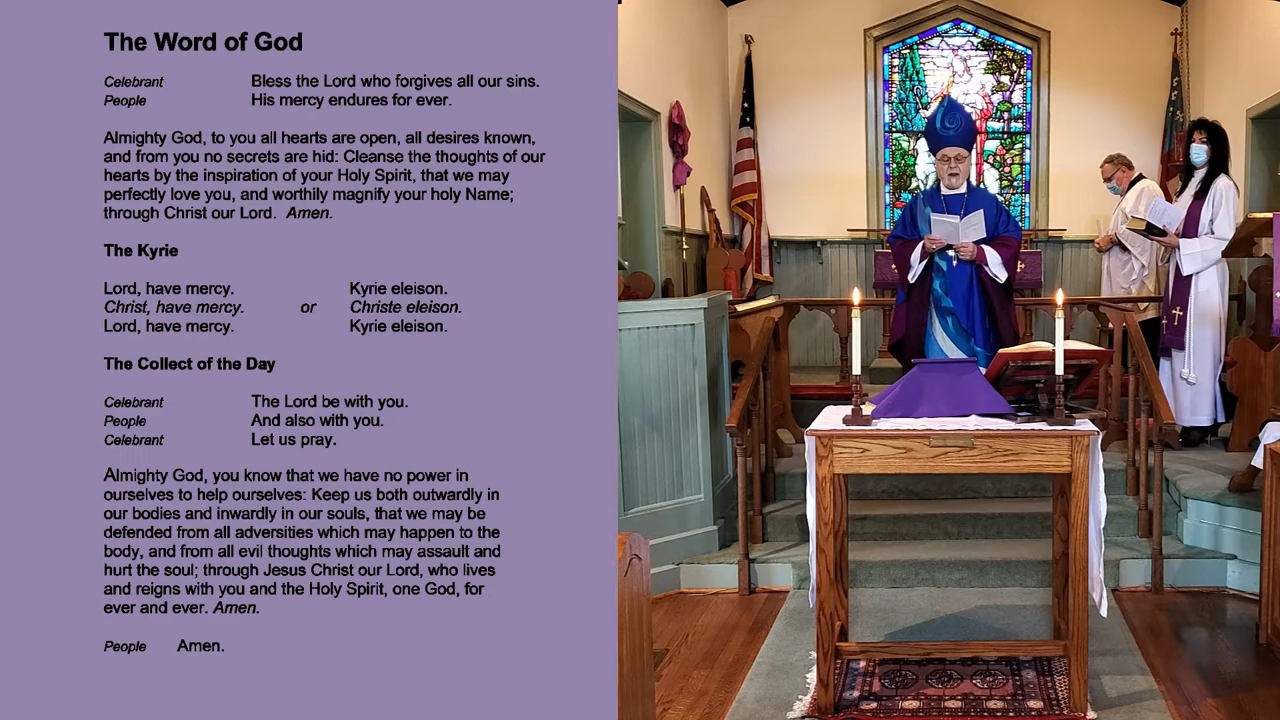 The Word of God
Celebrant Bless the Lord who forgives all our sins.
People His mercy endures for ever.
Almighty God, to you all hearts are open, all desires known,
and from you no secrets are hid: Cleanse the thoughts of our
hearts by the inspiration of your Holy Spirit, that we may
perfectly love you, and worthily magnify your holy Name;
through Christ our Lord. Amen.
The Kyrie
Lord, have mercy. Kyrie eleison.
Christ, have mercy. or Christe eleison.
Lord, have mercy. Kyrie eleison.
The Collect of the Day
Celebrant The Lord be with you.
People And also with you.
Celebrant Let us pray.
Almighty God, you know that we have no power in
ourselves to help ourselves: Keep us both outwardly in
our bodies and inwardly in our souls, that we may be
defended from all adversities which may happen to the
body, and from all evil thoughts which may assault and
hurt the soul; through Jesus Christ our Lord, who lives
and reigns with you and the Holy Spirit, one God, for
ever and ever. Amen.
People Amen.